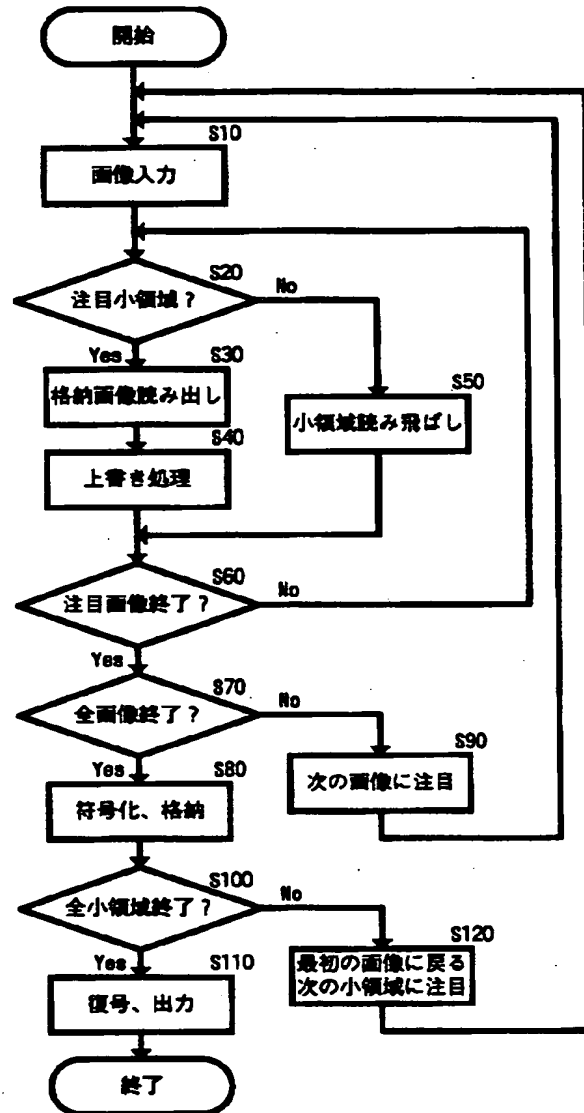 開始
S10
画像入力
S20
注目小領域?
No
Yes
S30
格納画像読み出し
S50
小領域読み飛ばし
S40
上書き処理
S60
注目画像終了?
No
Yes
S70
全画像終了?
No
Yes
S80
符号化、格納
S90
次の画像に注目
S100
全小領域終了?
No
Yes
S110
復号、出力
S120
最初の画像に戻る
次の小領域に注目
終了